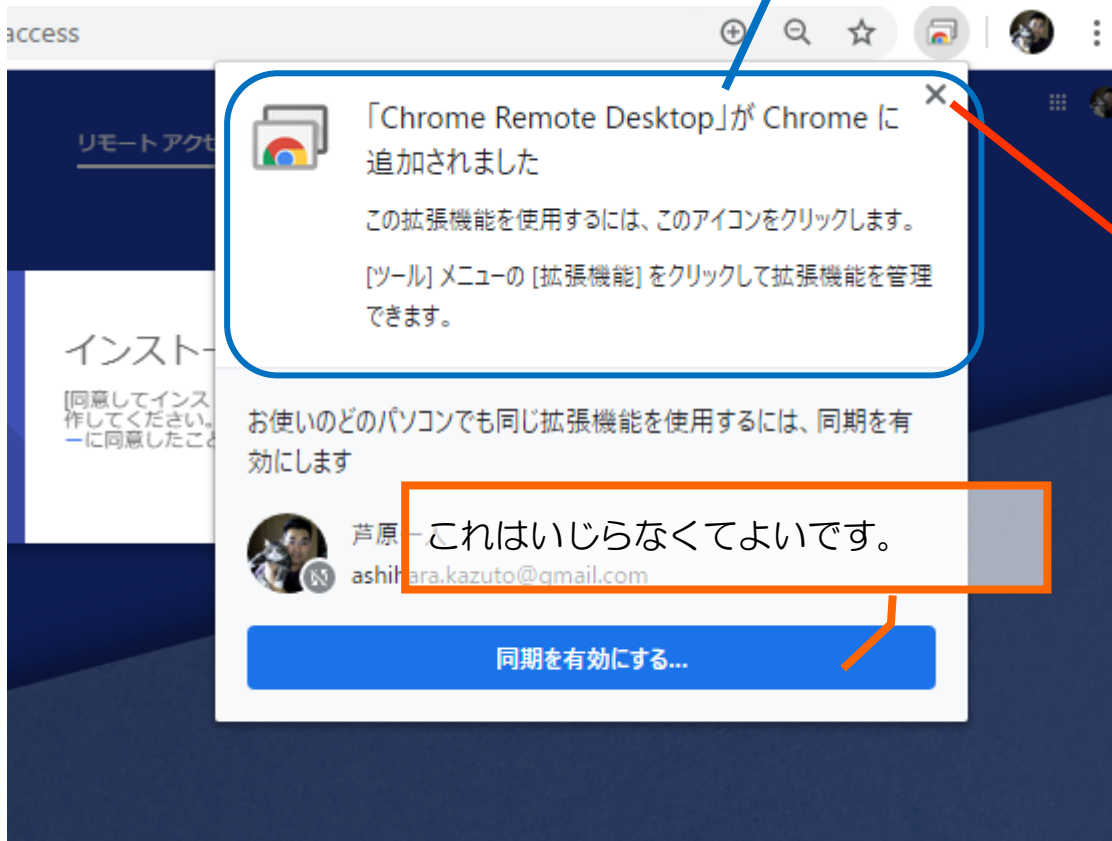 access
リモート アクセ
「Chrome Remote Desktop」が Chrome に
追加されました
この拡張機能を使用するには、このアイコンをクリックします。
[ツール] メニューの [拡張機能] をクリックして拡張機能を管理
できます。
インストー
[同意してインス
作してください。
ーに同意したこと
お使いのどのパソコンでも同じ拡張機能を使用するには、同期を有
効にします
芦原
これはいじらなくてよいです。
ashihara.kazuto@gmail.com
同期を有効にする...